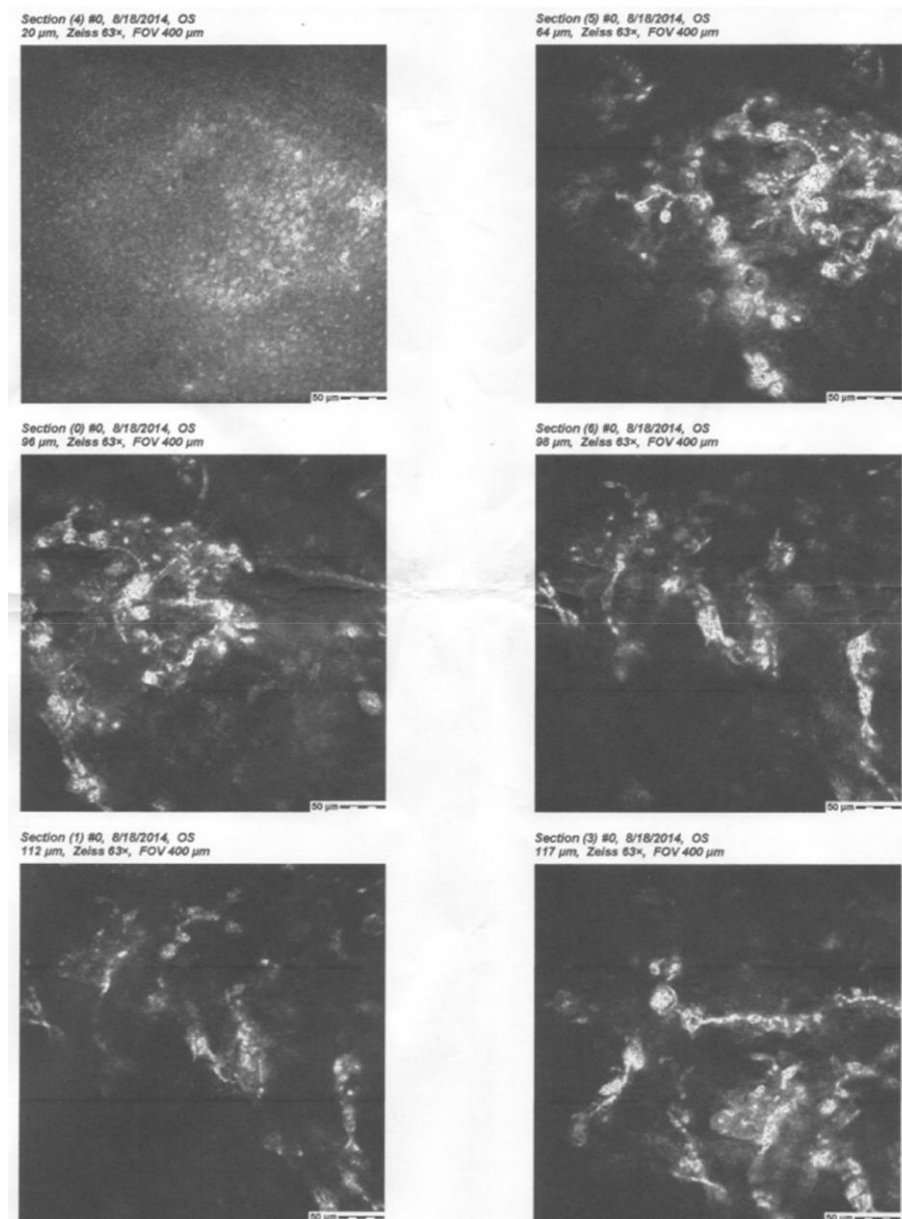 Section (4) #0, 8/18/2014, OS
20 µm, Zeiss 63×, FOV 400 µm
50 µm
Section (5) #0, 8/18/2014, OS
64 µm, Zeiss 63×, FOV 400 µm
50 µm
Section (0) #0, 8/18/2014, OS
96 µm, Zeiss 63×, FOV 400 µm
50 µm
Section (6) #0, 8/18/2014, OS
98 µm, Zeiss 63×, FOV 400 µm
50 µm
Section (1) #0, 8/18/2014, OS
112 µm, Zeiss 63×, FOV 400 µm
Section (3) #0, 8/18/2014, OS
117 µm, Zeiss 63×, FOV 400 µm